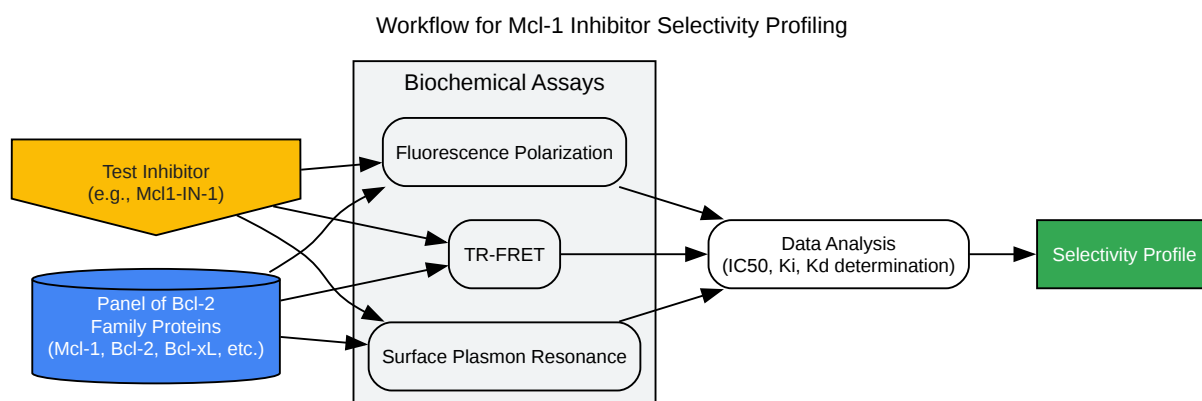 Workflow for Mcl-1 Inhibitor Selectivity Profiling
Biochemical Assays
Test Inhibitor
(e.g., Mcl1-IN-1)
Panel of Bcl-2
Family Proteins
(Mcl-1, Bcl-2, Bcl-xL, etc.)
Fluorescence Polarization
TR-FRET
Surface Plasmon Resonance
Data Analysis
(IC50, Ki, Kd determination)
Selectivity Profile